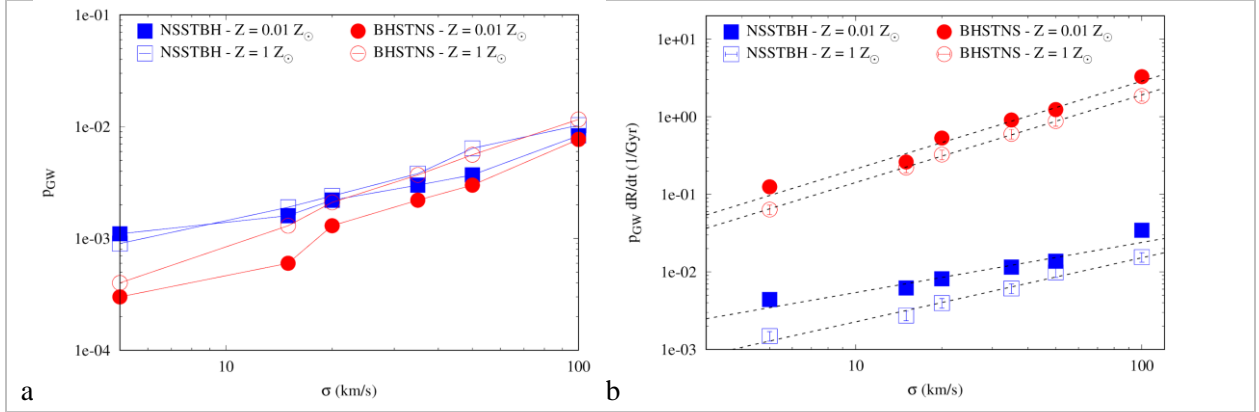 NSSTBH - Z = 0.01 Z⊙ BHSTNS - Z = 0.01 Z⊙
NSSTBH - Z = 1 Z⊙ BHSTNS - Z = 1 Z⊙
1e-01
1e-02
1e-03
1e-04
pGW
10 100
σ (km/s)
a
NSSTBH - Z = 0.01 Z⊙ BHSTNS - Z = 0.01 Z⊙
NSSTBH - Z = 1 Z⊙ BHSTNS - Z = 1 Z⊙
1e+01
1e+00
1e-01
1e-02
1e-03
pGW dR/dt (1/Gyr)
10 100
σ (km/s)
b